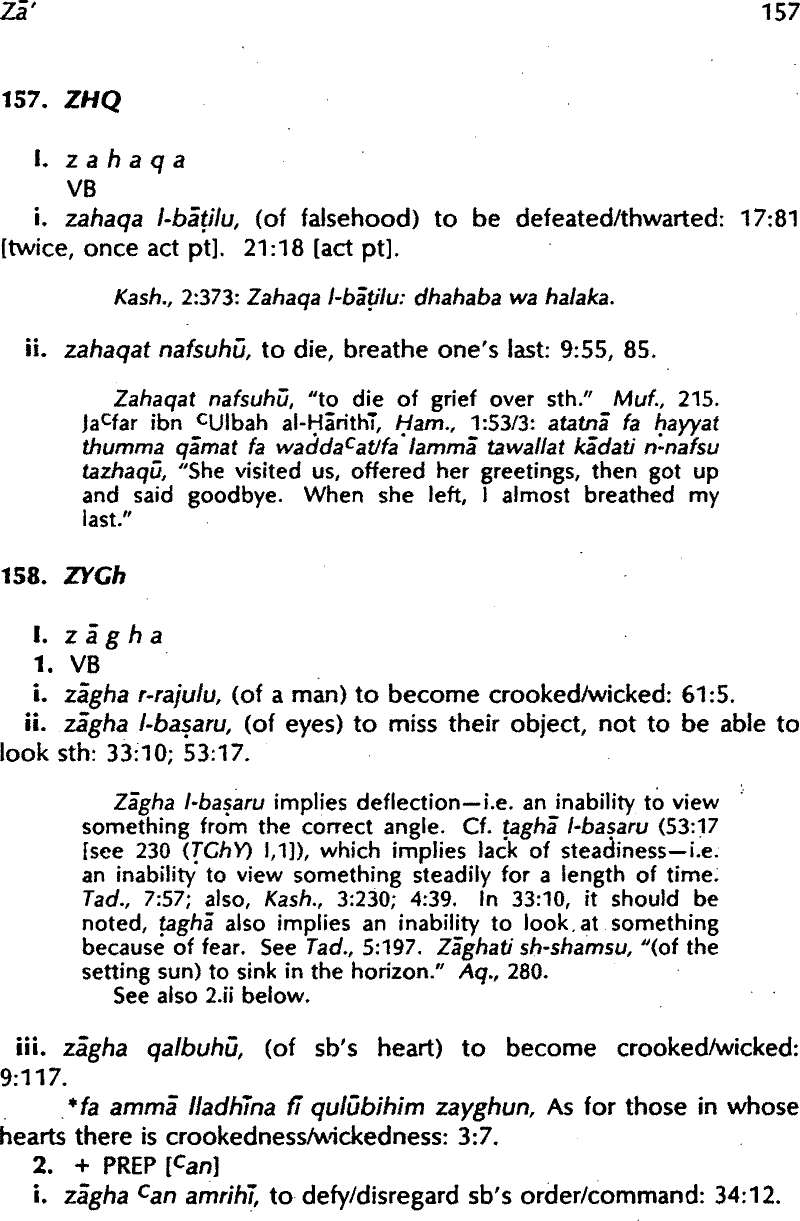 Zā' 157
157. ZHQ
I. z a h a q a
VB
i. zahaqa l-bāṭilu, (of falsehood) to be defeated/thwarted: 17:81
[twice, once act pt]. 21:18 [act pt].
Kash., 2:373: Zahaqa l-bāṭilu: dhahaba wa halaka.
ii. zahaqat nafsuhū, to die, breathe one's last: 9:55, 85.
Zahaqat nafsuhū, "to die of grief over sth." Muf., 215.
Jaᶜfar ibn ᶜUlbah al-Ḥārithī, Ḥam., 1:53/3: atatnā fa ḥayyat
thumma qāmat fa waddaᶜat/fa lammā tawallat kādati n-nafsu
tazhaqū, "She visited us, offered her greetings, then got up
and said goodbye. When she left, I almost breathed my
last."
158. ZYGh
I. z ā g h a
1. VB
i. zāgha r-rajulu, (of a man) to become crooked/wicked: 61:5.
ii. zāgha l-baṣaru, (of eyes) to miss their object, not to be able to
look sth: 33:10; 53:17.
Zāgha l-baṣaru implies deflection—i.e. an inability to view
something from the correct angle. Cf. ṭaghā l-baṣaru (53:17
[see 230 (ṬGhY) I,1]), which implies lack of steadiness—i.e.
an inability to view something steadily for a length of time.
Tad., 7:57; also, Kash., 3:230; 4:39. In 33:10, it should be
noted, ṭaghā also implies an inability to look at something
because of fear. See Tad., 5:197. Zāghati sh-shamsu, "(of the
setting sun) to sink in the horizon." Aq., 280.
See also 2.ii below.
iii. zāgha qalbuhū, (of sb's heart) to become crooked/wicked:
9:117.
*fa ammā lladhīna fī qulūbihim zayghun, As for those in whose
hearts there is crookedness/wickedness: 3:7.
2. + PREP [ᶜan]
i. zāgha ᶜan amrihī, to defy/disregard sb's order/command: 34:12.